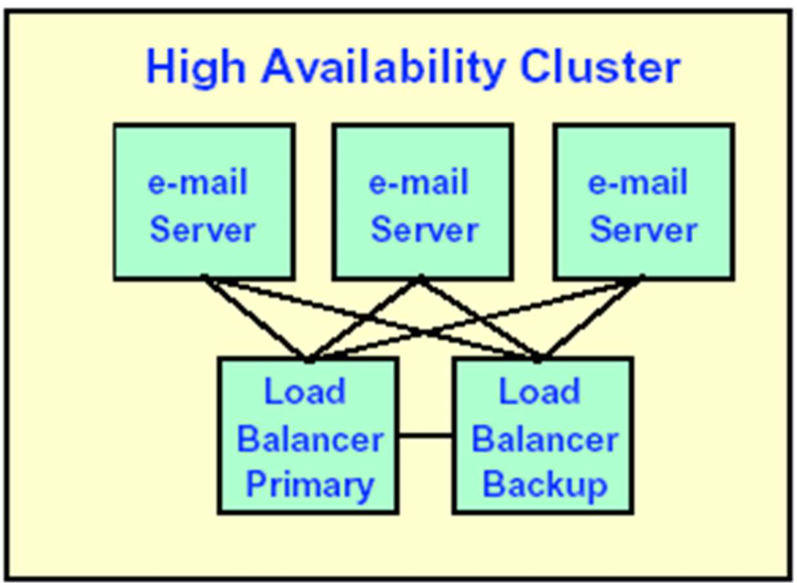 High Availability Cluster
e-mail
Server
e-mail
Server
e-mail
Server
Load
Balancer
Primary
Load
Balancer
Backup